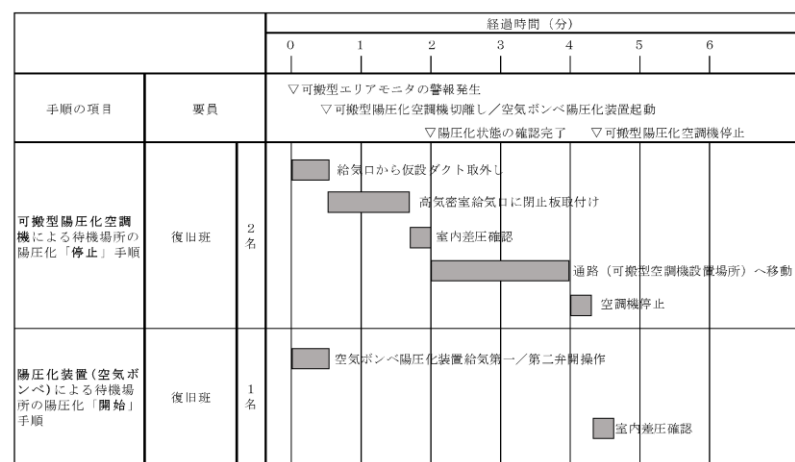 経過時間（分）
0 1 2 3 4 5 6
手順の項目
要員
▽可搬型エリアモニタの警報発生
▽可搬型陽圧化空調機切離し／空気ボンベ陽圧化装置起動
▽陽圧化状態の確認完了
▽可搬型陽圧化空調機停止
可搬型陽圧化空調
機による待機場所の
陽圧化「停止」手順
復旧班
2
名
給気口から仮設ダクト取外し
高気密室給気口に閉止板取付け
室内差圧確認
通路（可搬型空調機設置場所）へ移動
空調機停止
陽圧化装置(空気ボ
ンベ)による待機場
所の陽圧化「開始」
手順
復旧班
1
名
空気ボンベ陽圧化装置給気第一／第二弁開操作
室内差圧確認